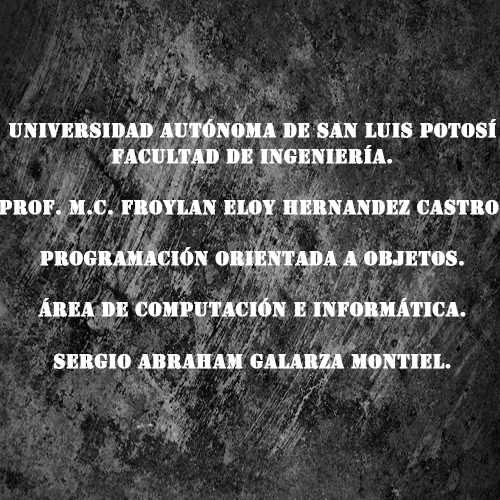 UNIVERSIDAD AUTÓNOMA DE SAN LUIS POTOSÍ
FACULTAD DE INGENIERÍA.
PROF. M.C. FROYLAN ELOY HERNANDEZ CASTRO
PROGRAMACIÓN ORIENTADA A OBJETOS.
ÁREA DE COMPUTACIÓN E INFORMÁTICA.
SERGIO ABRAHAM GALARZA MONTIEL.